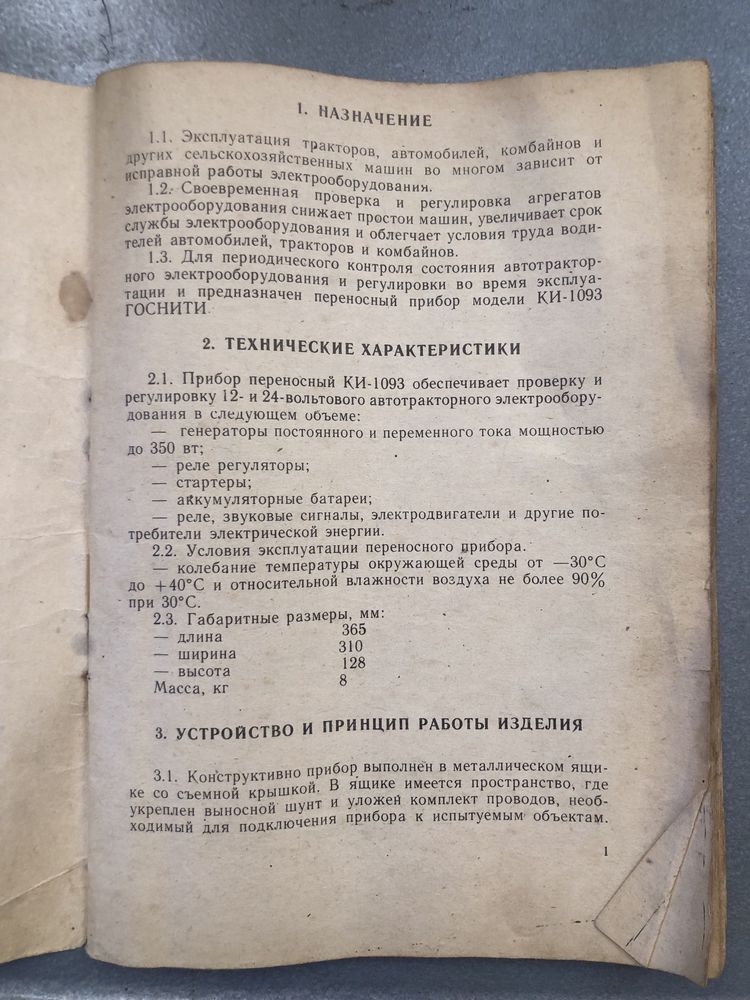 1. НАЗНАЧЕНИЕ
1.1. Эксплуатация тракторов, автомобилей, комбайнов и
других сельскохозяйственных машин во многом зависит от
исправной работы электрооборудования.
1.2. Своевременная проверка и регулировка агрегатов
электрооборудования снижает простои машин, увеличивает срок
службы электрооборудования и облегчает условия труда води-
телей автомобилей, тракторов и комбайнов.
1.3. Для периодического контроля состояния автотрактор-
ного электрооборудования и регулировки во время эксплуа-
тации и предназначен переносный прибор модели КИ-1093
ГОСНИТИ
2. ТЕХНИЧЕСКИЕ ХАРАКТЕРИСТИКИ
2.1. Прибор переносный КИ-1093 обеспечивает проверку и
регулировку 12- и 24-вольтового автотракторного электрообору-
дования в следующем объеме:
— генераторы постоянного и переменного тока мощностью
до 350 вт;
— реле регуляторы;
— стартеры;
— аккумуляторные батареи;
— реле, звуковые сигналы, электродвигатели и другие по-
требители электрической энергии.
2.2. Условия эксплуатации переносного прибора.
— колебание температуры окружающей среды от —30°С
до +40°С и относительной влажности воздуха не более 90%
при 30°С.
2.3. Габаритные размеры, мм:
— длина 365
— ширина 310
— высота 128
Масса, кг 8
3. УСТРОЙСТВО И ПРИНЦИП РАБОТЫ ИЗДЕЛИЯ
3.1. Конструктивно прибор выполнен в металлическом ящи-
ке со съемной крышкой. В ящике имеется пространство, где
укреплен выносной шунт и уложен комплект проводов, необ-
ходимый для подключения прибора к испытуемым объектам.
1